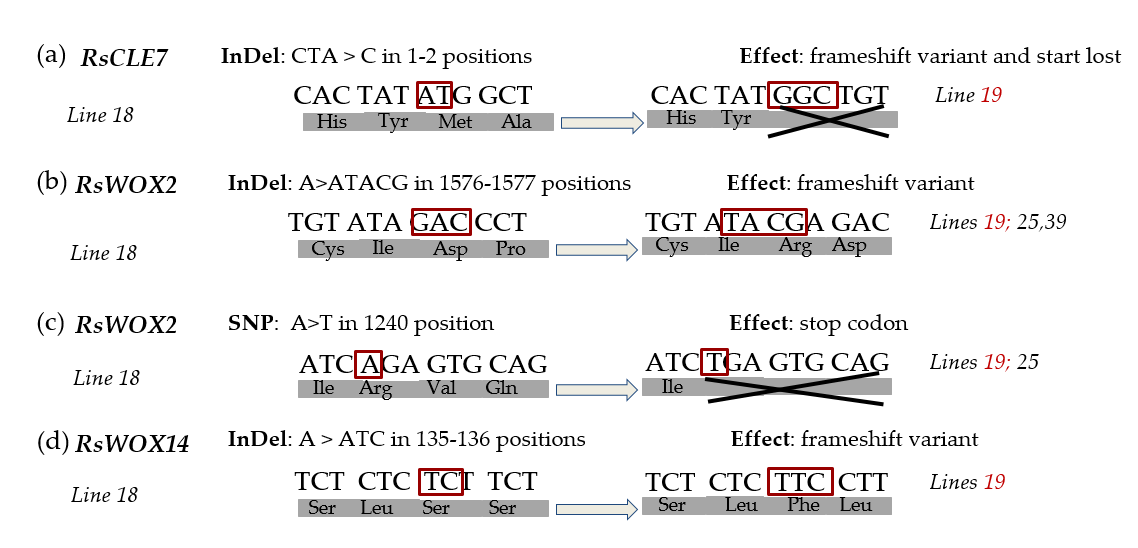 (a) RsCLE7 InDel: CTA > C in 1-2 positions Effect: frameshift variant and start lost
Line 18 CAC TAT ATG GCT CAC TAT GGC TGT Line 19
His Tyr Met Ala His Tyr
(b) RsWOX2 InDel: A>ATACG in 1576-1577 positions Effect: frameshift variant
Line 18 TGT ATA GAC CCT TGT ATA CGA GAC Lines 19; 25,39
Cys Ile Asp Pro Cys Ile Arg Asp
(c) RsWOX2 SNP: A>T in 1240 position Effect: stop codon
Line 18 ATC AGA GTG CAG ATC TGA GTG CAG Lines 19; 25
Ile Arg Val Gln Ile
(d) RsWOX14 InDel: A > ATC in 135-136 positions Effect: frameshift variant
Line 18 TCT CTC TCT TCT TCT CTC TTC CTT Lines 19
Ser Leu Ser Ser Ser Leu Phe Leu